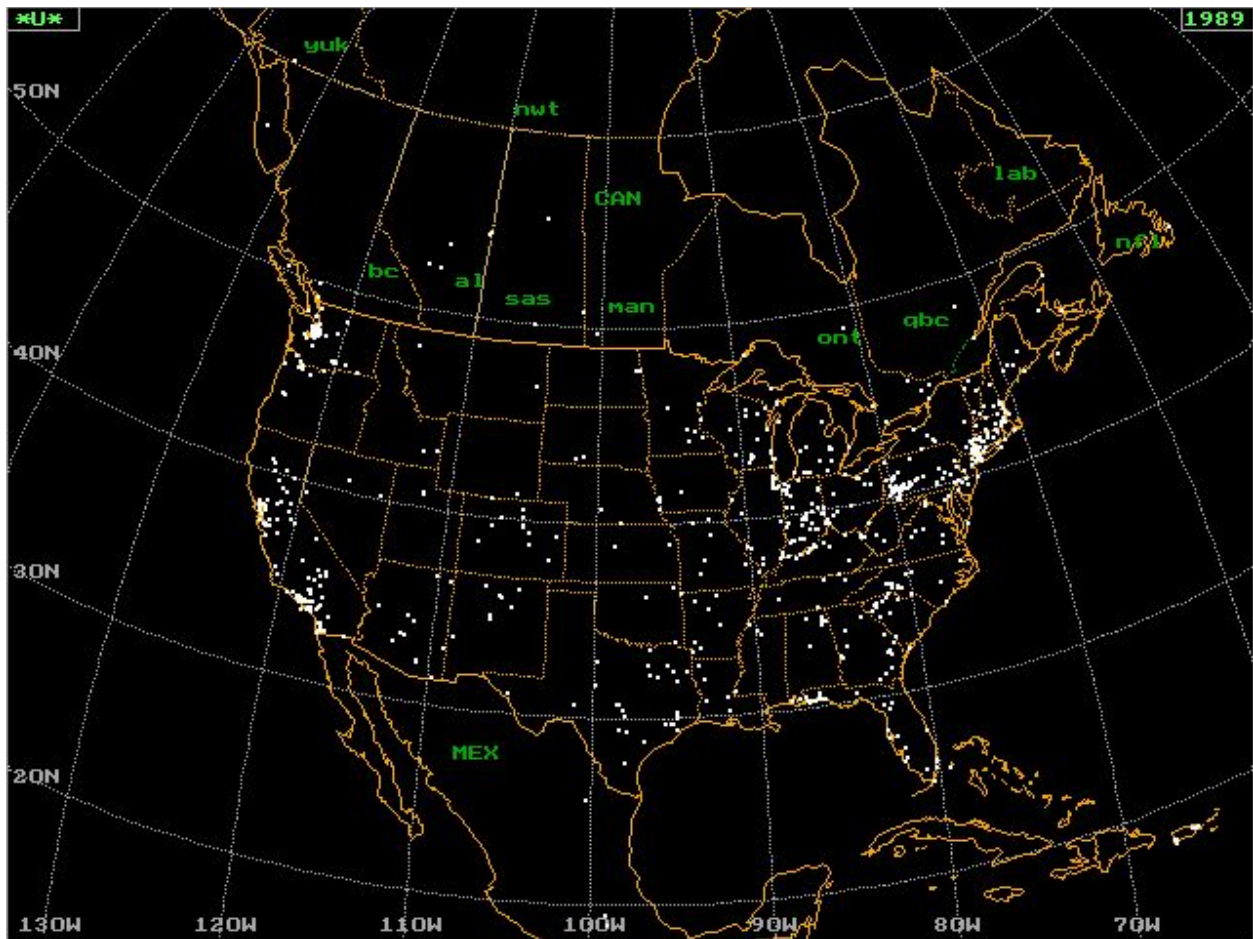 *U*
1989
yuk
50N
nwt
lab
CAN
nfl
bc
al
sas
man
qbc
ont
40N
30N
MEX
20N
130W
120W
110W
100W
90W
80W
70W